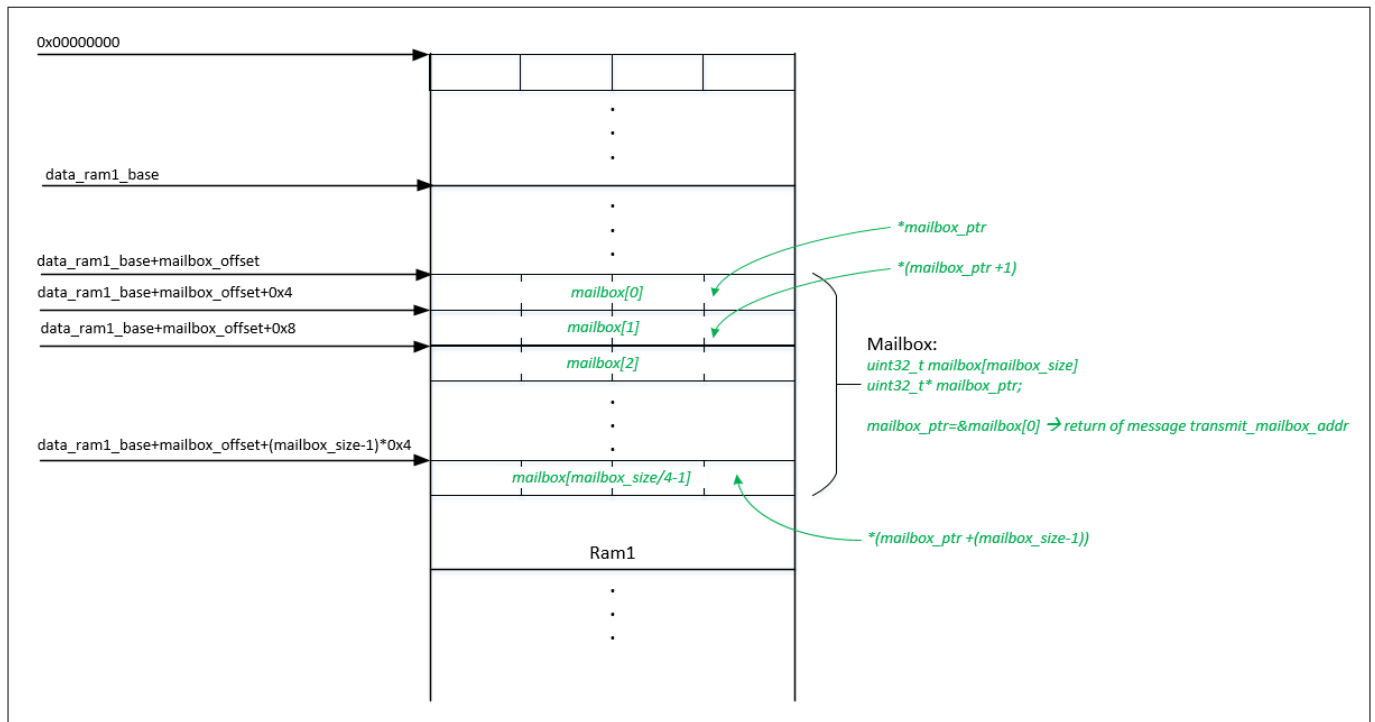 0x00000000
data_ram1_base
*mailbox_ptr
data_ram1_base+mailbox_offset
*(mailbox_ptr +1)
data_ram1_base+mailbox_offset+0x4
mailbox[0]
data_ram1_base+mailbox_offset+0x8
mailbox[1]
mailbox[2]
Mailbox:
uint32_t mailbox[mailbox_size]
uint32_t* mailbox_ptr;
mailbox_ptr=&mailbox[0] → return of message transmit_mailbox_addr
data_ram1_base+mailbox_offset+(mailbox_size-1)*0x4
mailbox[mailbox_size/4-1]
*(mailbox_ptr +(mailbox_size-1))
Ram1